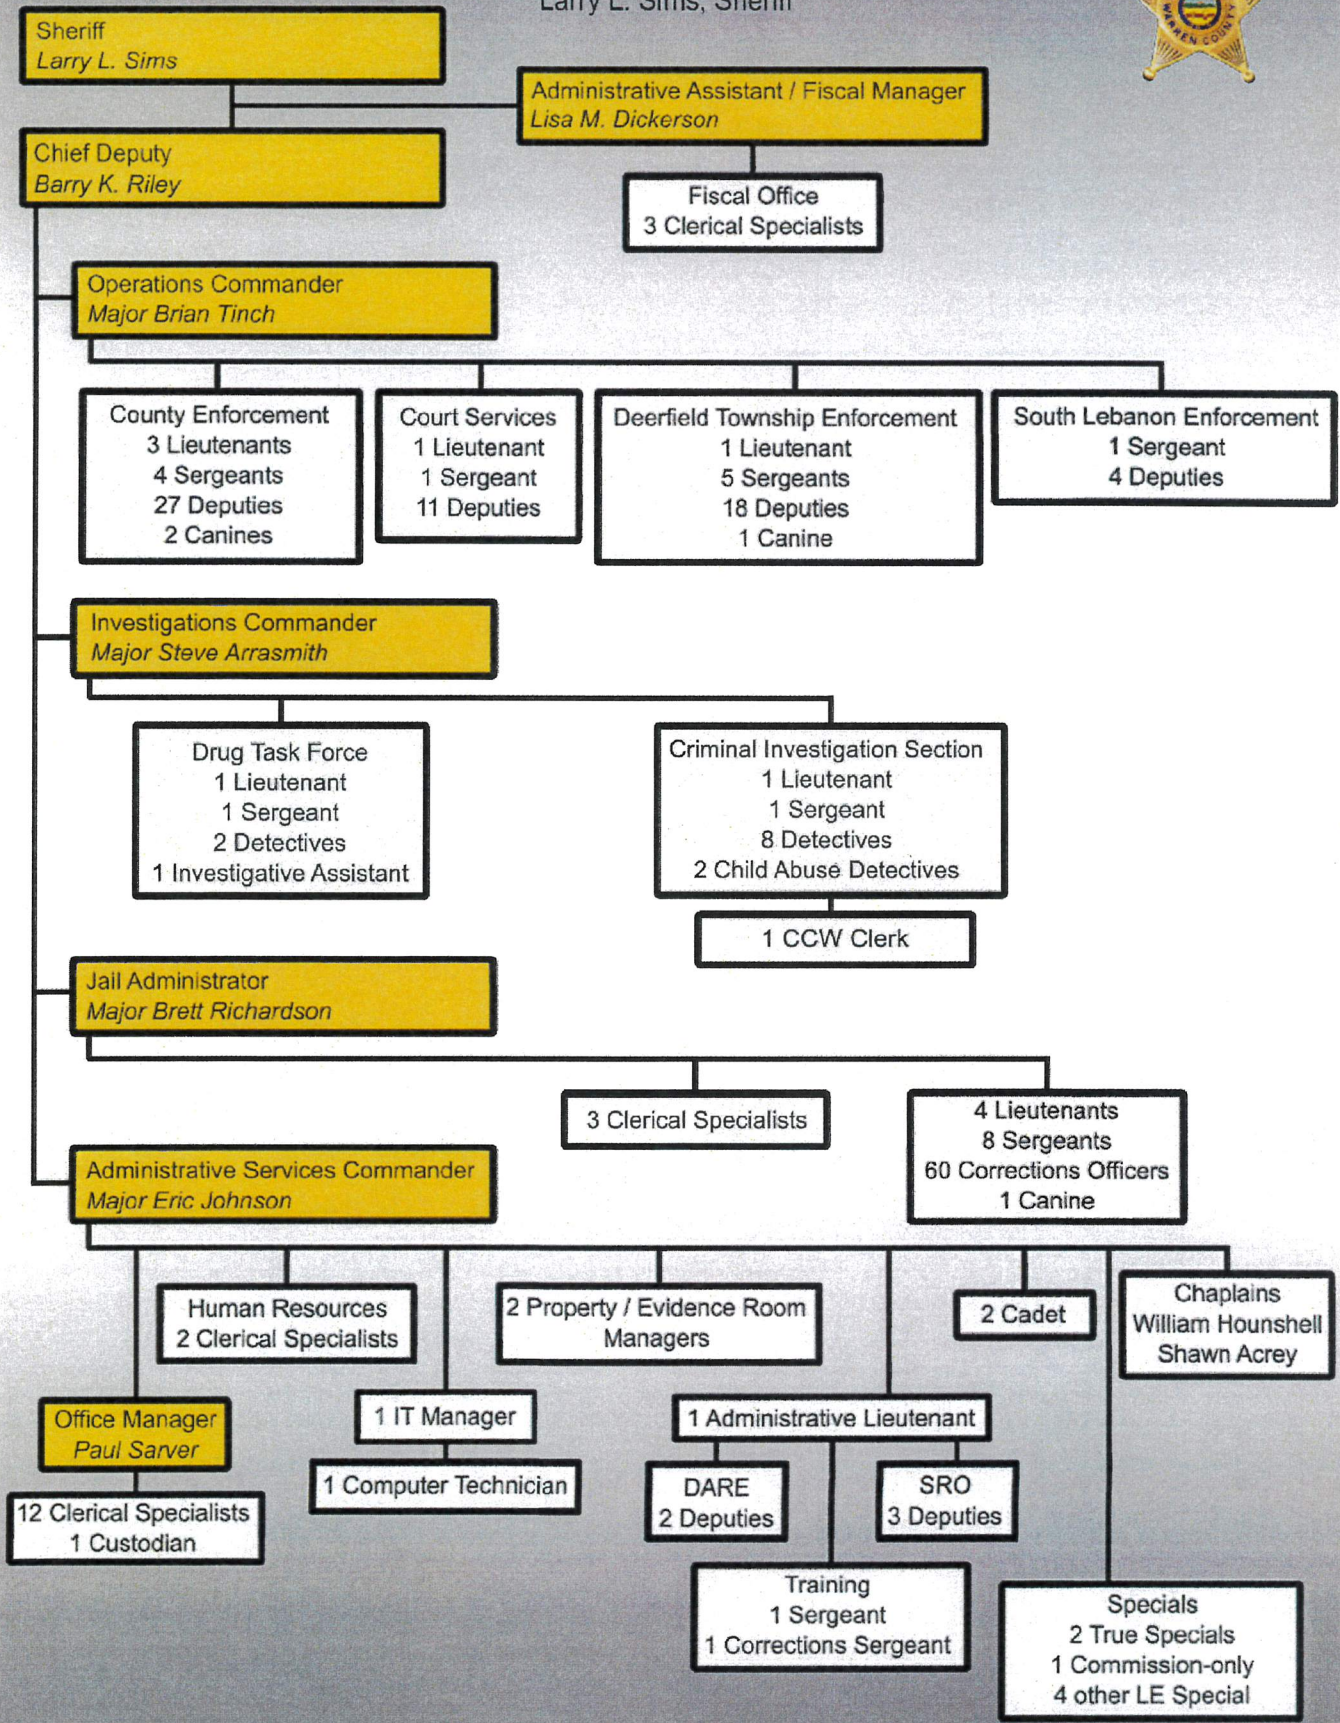 Larry L. Sims, Sheriff
WARREN COUNTY
Sheriff
Larry L. Sims
Administrative Assistant / Fiscal Manager
Lisa M. Dickerson
Chief Deputy
Barry K. Riley
Fiscal Office
3 Clerical Specialists
Operations Commander
Major Brian Tinch
County Enforcement
3 Lieutenants
4 Sergeants
27 Deputies
2 Canines
Court Services
1 Lieutenant
1 Sergeant
11 Deputies
Deerfield Township Enforcement
1 Lieutenant
5 Sergeants
18 Deputies
1 Canine
South Lebanon Enforcement
1 Sergeant
4 Deputies
Investigations Commander
Major Steve Arrasmith
Drug Task Force
1 Lieutenant
1 Sergeant
2 Detectives
1 Investigative Assistant
Criminal Investigation Section
1 Lieutenant
1 Sergeant
8 Detectives
2 Child Abuse Detectives
1 CCW Clerk
Jail Administrator
Major Brett Richardson
3 Clerical Specialists
4 Lieutenants
8 Sergeants
60 Corrections Officers
1 Canine
Administrative Services Commander
Major Eric Johnson
Human Resources
2 Clerical Specialists
2 Property / Evidence Room
Managers
2 Cadet
Chaplains
William Hounshell
Shawn Acrey
Office Manager
Paul Sarver
12 Clerical Specialists
1 Custodian
1 IT Manager
1 Computer Technician
1 Administrative Lieutenant
DARE
2 Deputies
SRO
3 Deputies
Training
1 Sergeant
1 Corrections Sergeant
Specials
2 True Specials
1 Commission-only
4 other LE Special